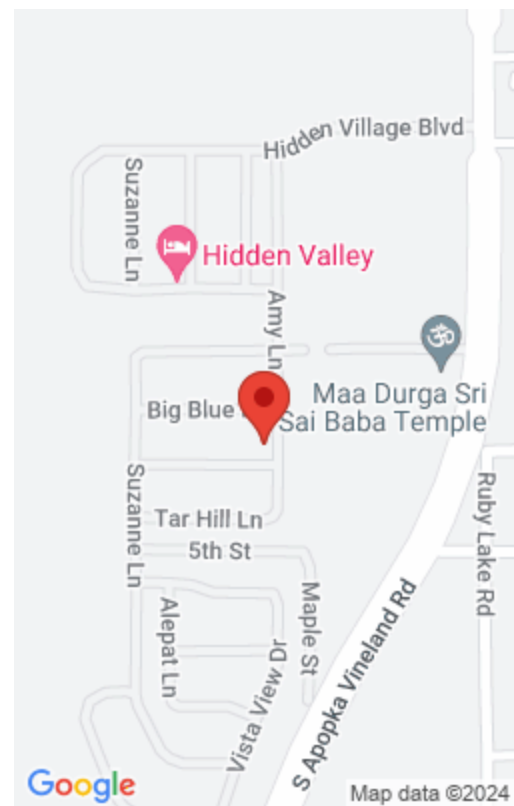 Hidden Village Blvd
Suzanne Ln
Hidden Valley
Amy Ln
Maa Durga Sri
Sai Baba Temple
Big Blue
Suzanne Ln
Tar Hill Ln
5th St
Ruby Lake Rd
Maple St
Alepat Ln
Vista View Dr
S Apopka Vineland Rd
Google
Map data ©2024